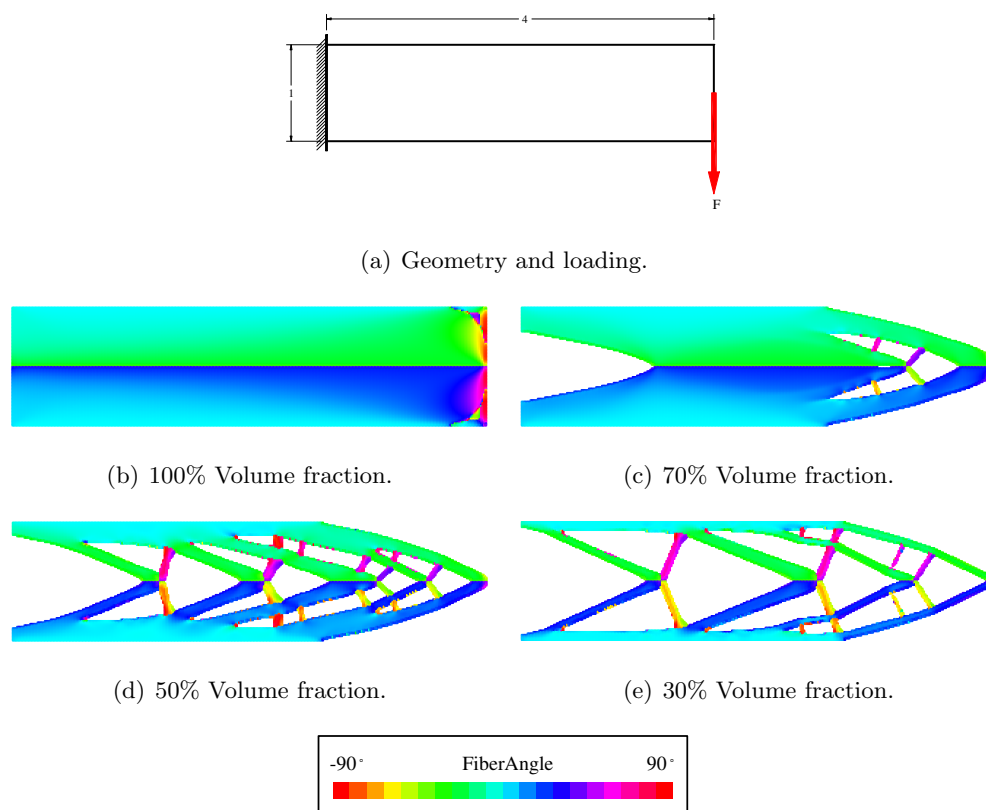 4
1
F
(a) Geometry and loading.
(b) 100% Volume fraction.
(c) 70% Volume fraction.
(d) 50% Volume fraction.
(e) 30% Volume fraction.
-90° FiberAngle 90°